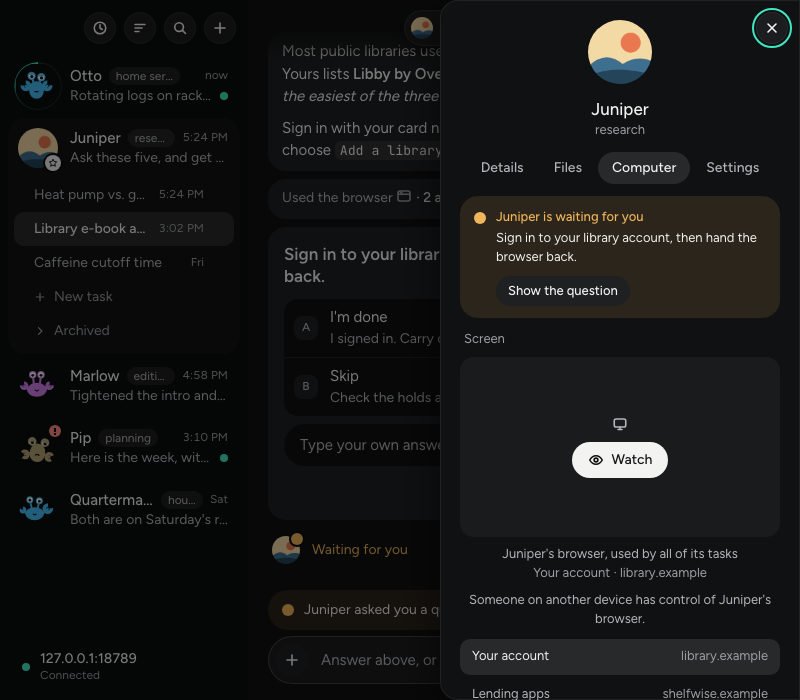 Otto
home ser...
now
Rotating logs on rack...
Juniper
rese...
5:24 PM
Ask these five, and get ...
Heat pump vs. g...
5:24 PM
Library e-book a...
3:02 PM
Caffeine cutoff time
Fri
+ New task
> Archived
Marlow
editi...
4:58 PM
Tightened the intro and...
Pip
planning
3:10 PM
Here is the week, wit...
Quarterma...
hou...
Sat
Both are on Saturday's r...
127.0.0.1:18789
Connected
Most public libraries use
Yours lists Libby by Ove
the easiest of the three
Sign in with your card n
choose Add a library
Used the browser · 2 a
Sign in to your librar
back.
A
I'm done
I signed in. Carry o
B
Skip
Check the holds a
Type your own answe
Waiting for you
Juniper asked you a q
Answer above, or
Juniper
research
Details
Files
Computer
Settings
Juniper is waiting for you
Sign in to your library account, then hand the
browser back.
Show the question
Screen
Watch
Juniper's browser, used by all of its tasks
Your account · library.example
Someone on another device has control of Juniper's
browser.
Your account
library.example
Lending apps
shelfwise.example